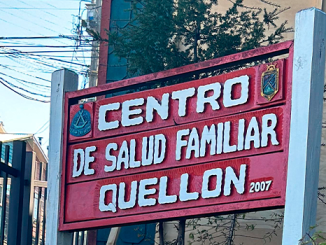 CENTRO
DE SALUD FAMILIAR
QUELLON 2007